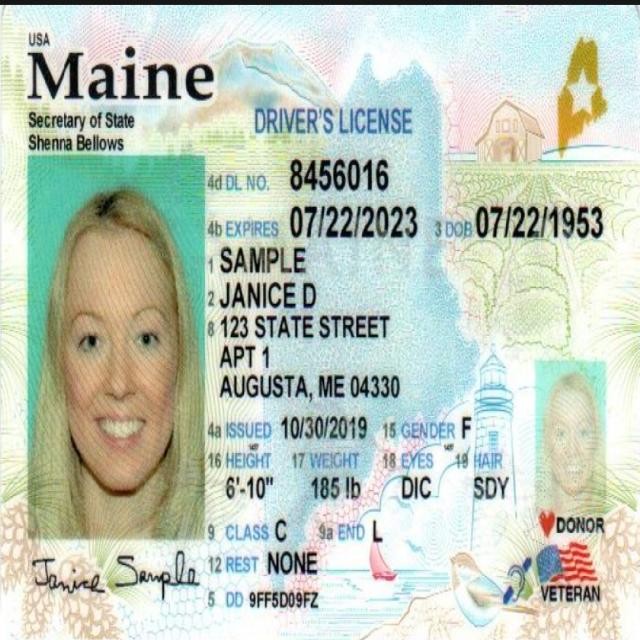 USA
Maine
Secretary of State
Shenna Bellows
DRIVER'S LICENSE
4d DL NO. 8456016
4b EXPIRES 07/22/2023 3 DOB 07/22/1953
1 SAMPLE
2 JANICE D
8 123 STATE STREET
APT 1
AUGUSTA, ME 04330
4a ISSUED 10/30/2019 15 GENDER F
16 HEIGHT 17 WEIGHT 18 EYES 19 HAIR
6'-10" 185 lb DIC SDY
9 CLASS C 9a END L
12 REST NONE
5 DD 9FF5D09FZ
Janice Sample
DONOR
VETERAN